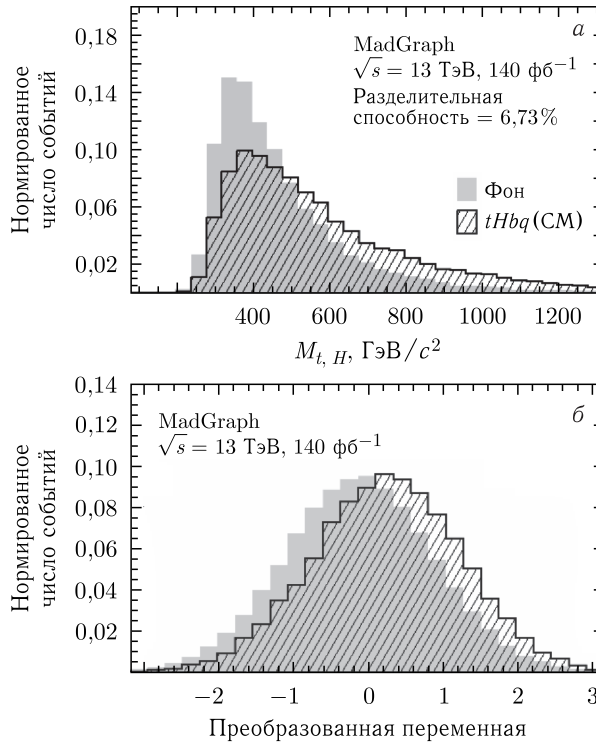 0,18
0,14
0,10
0,06
0,02
Нормированное
число событий
а
MadGraph
√s = 13 ТэВ, 140 фб⁻¹
Разделительная
способность = 6,73%
Фон
tHbq(СМ)
400 600 800 1000 1200
M_t, H, ГэВ/c²
0,14
0,12
0,10
0,08
0,06
0,04
0,02
Нормированное
число событий
б
MadGraph
√s = 13 ТэВ, 140 фб⁻¹
−2 −1 0 1 2 3
Преобразованная переменная